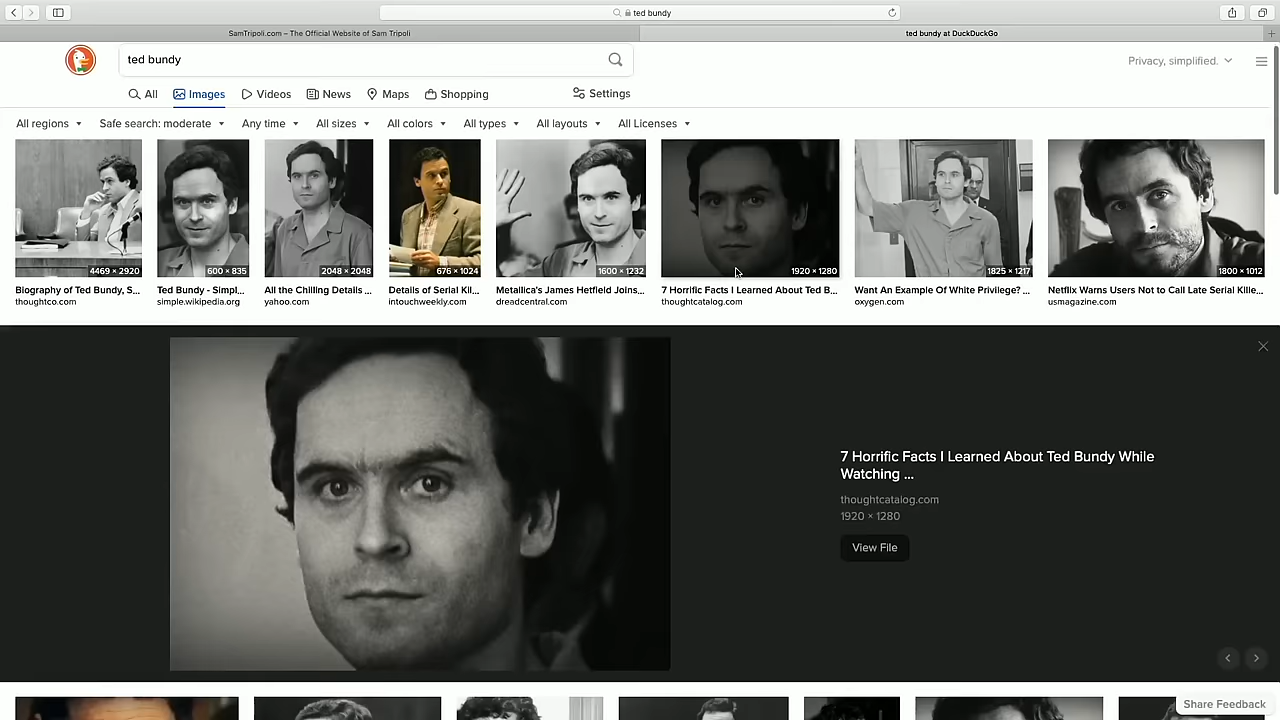 ted bundy
SamTripoli.com – The Official Website of Sam Tripoli
ted bundy at DuckDuckGo
ted bundy
Privacy, simplified.
All
Images
Videos
News
Maps
Shopping
Settings
All regions
Safe search: moderate
Any time
All sizes
All colors
All types
All layouts
All Licenses
4469 × 2920
600 × 835
2048 × 2048
676 × 1024
1600 × 1232
1920 × 1280
1825 × 1217
1800 × 1012
Biography of Ted Bundy, S...
thoughtco.com
Ted Bundy - Simpl...
simple.wikipedia.org
All the Chilling Details ...
yahoo.com
Details of Serial Kil...
intouchweekly.com
Metallica's James Hetfield Joins...
dreadcentral.com
7 Horrific Facts I Learned About Ted B...
thoughtcatalog.com
Want An Example Of White Privilege? ...
oxygen.com
Netflix Warns Users Not to Call Late Serial Kille...
usmagazine.com
7 Horrific Facts I Learned About Ted Bundy While
Watching ...
thoughtcatalog.com
1920 × 1280
View File
Share Feedback